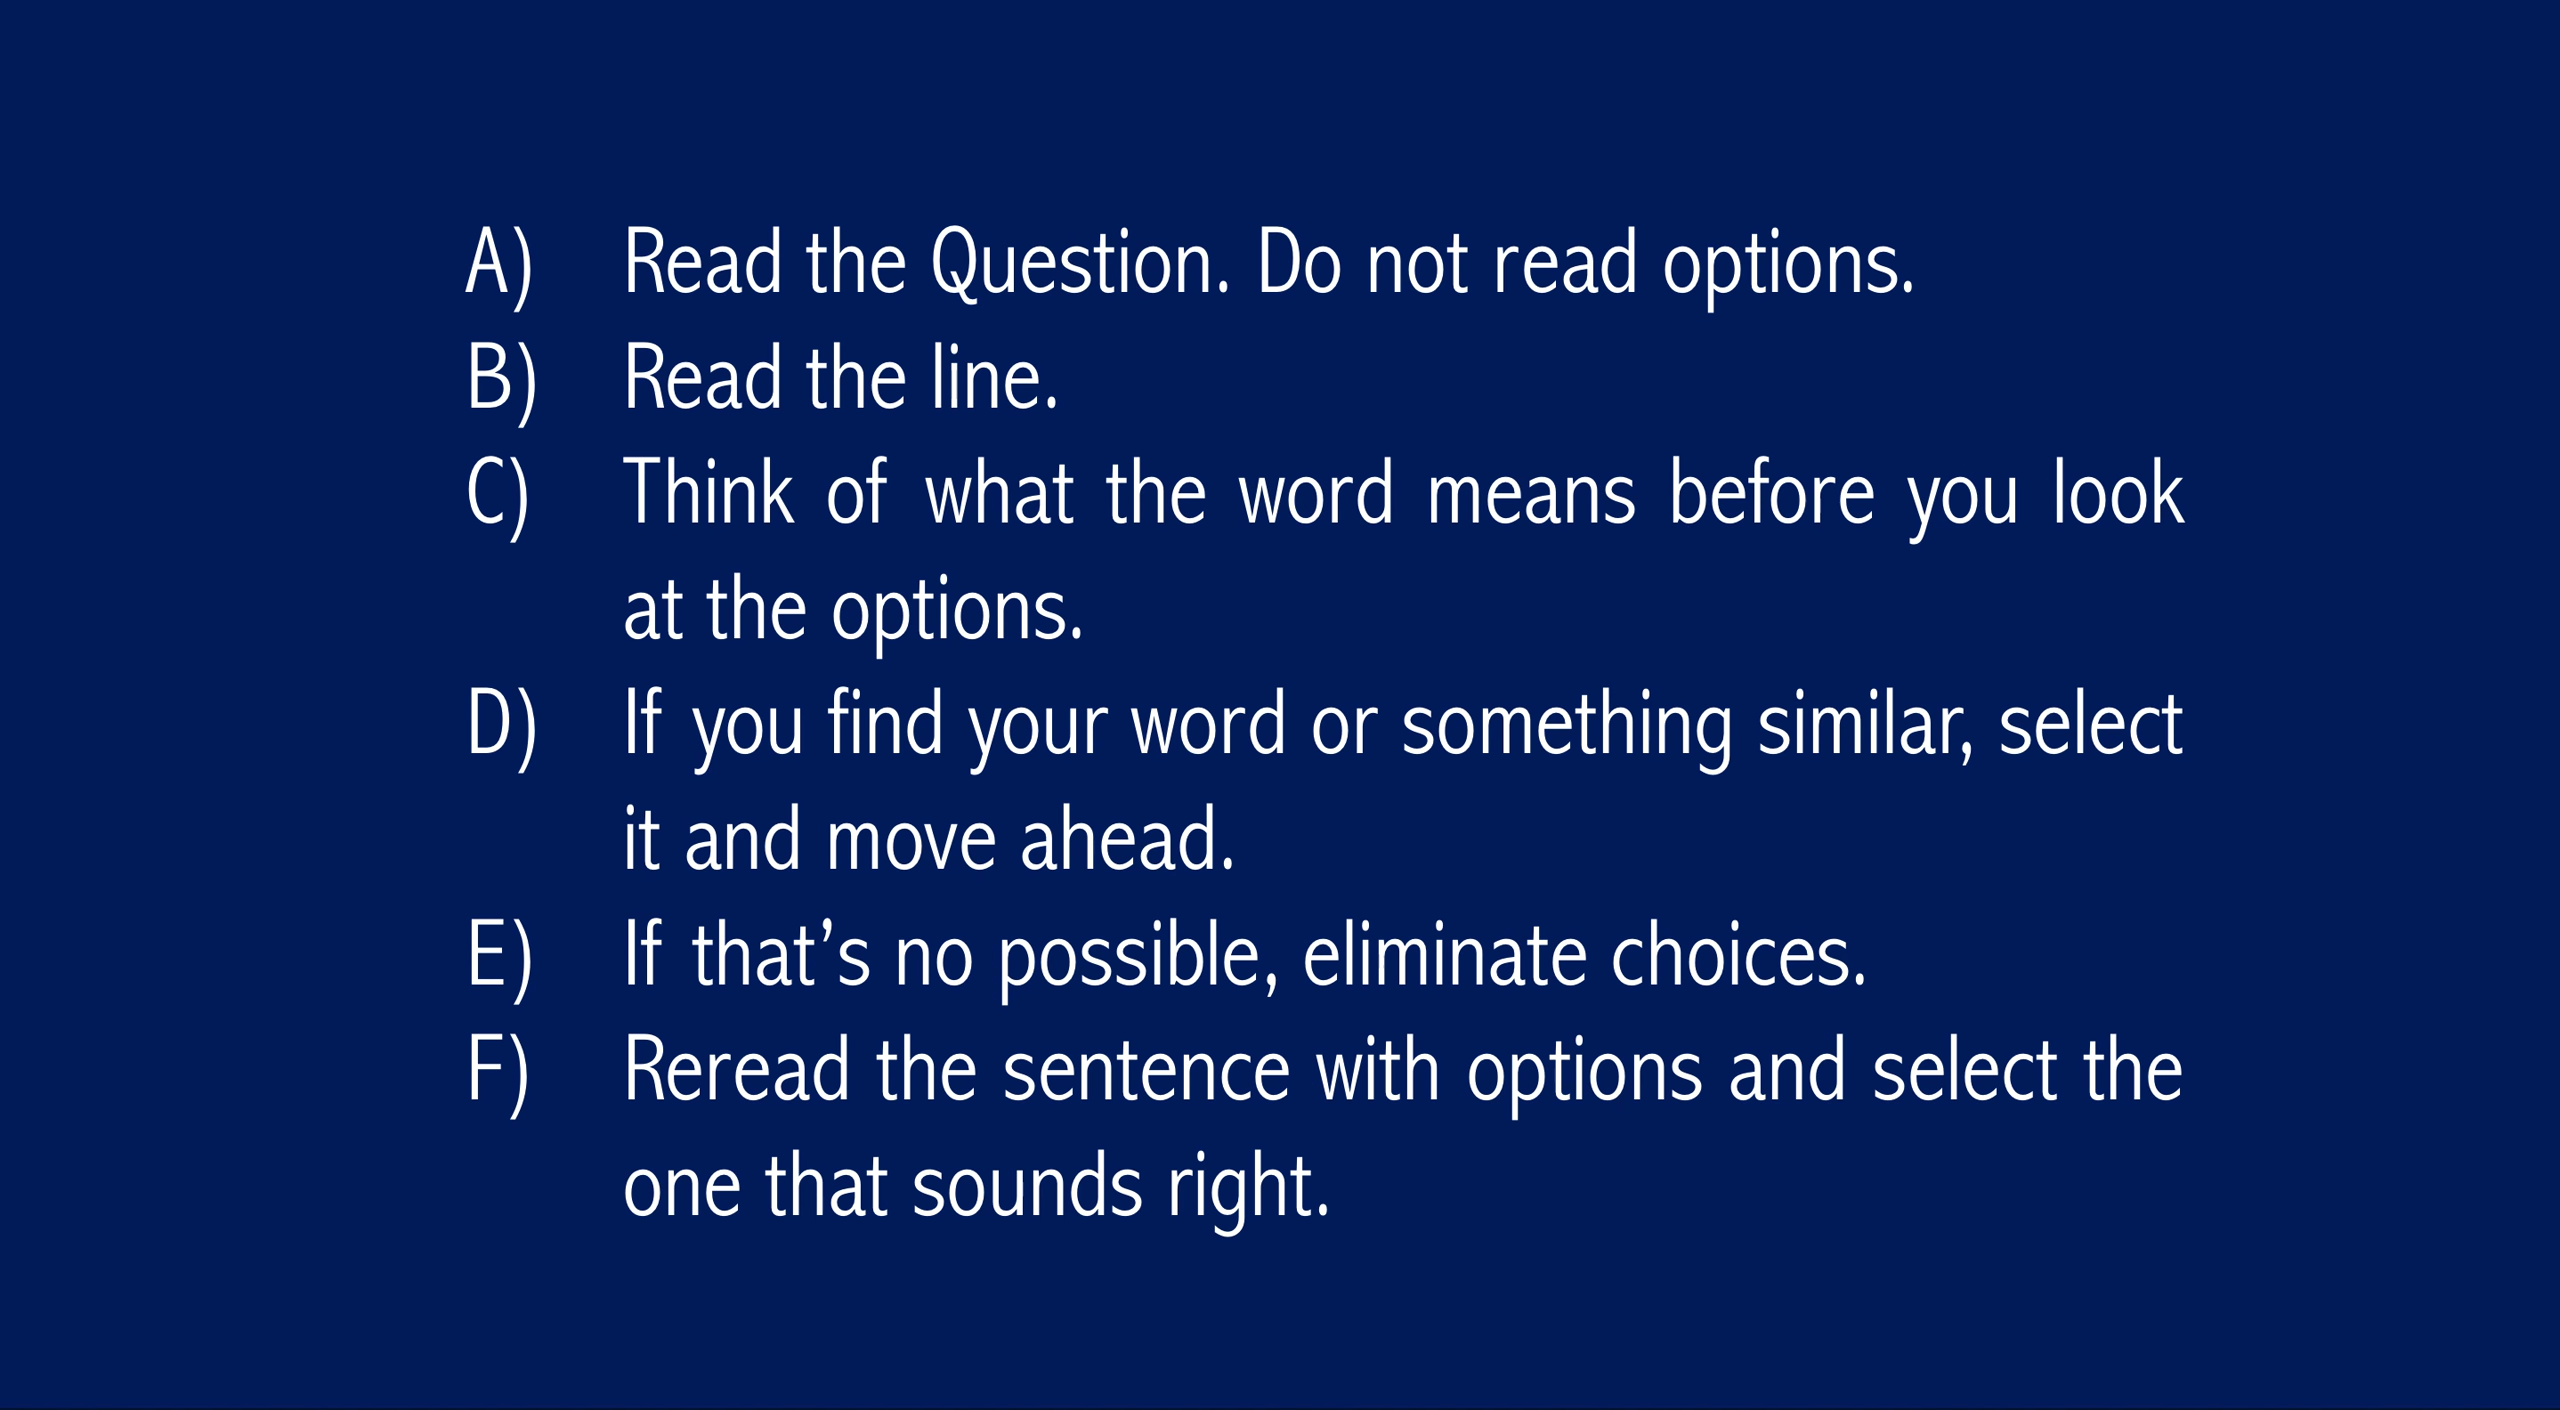 A) Read the Question. Do not read options.
B) Read the line.
C) Think of what the word means before you look
at the options.
D) If you find your word or something similar, select
it and move ahead.
E) If that’s no possible, eliminate choices.
F) Reread the sentence with options and select the
one that sounds right.